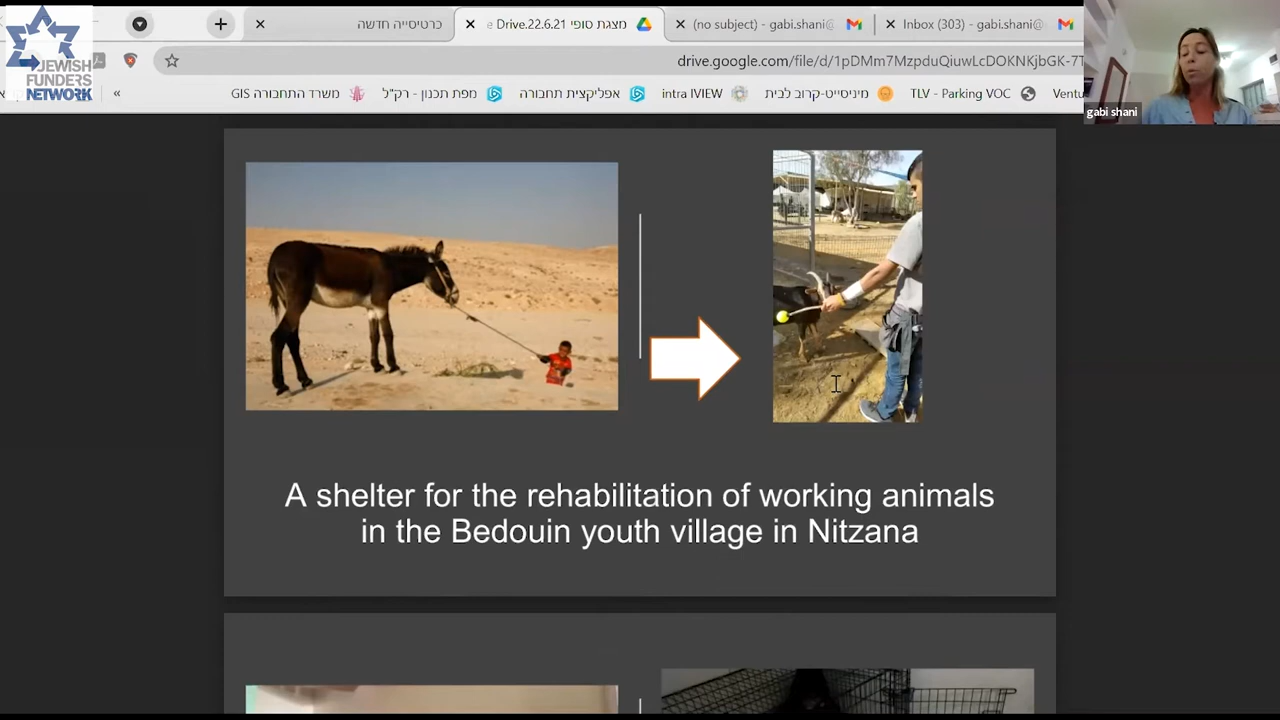 כרטיסייה חדשה
מצגת סופי 22.6.21.Drive
(no subject) - gabi.shani@
Inbox (303) - gabi.shani@
JEWISH
FUNDERS
NETWORK
drive.google.com/file/d/1pDMm7MzpduQiuwLcDOKNKjbGK-7T
«
משרד התחבורה GIS
מפת תכנון - רק"ל
אפליקצית תחבורה
intra IVIEW
מיניסייט-קרוב לבית
TLV - Parking VOC
Ventu
gabi shani
A shelter for the rehabilitation of working animals
in the Bedouin youth village in Nitzana